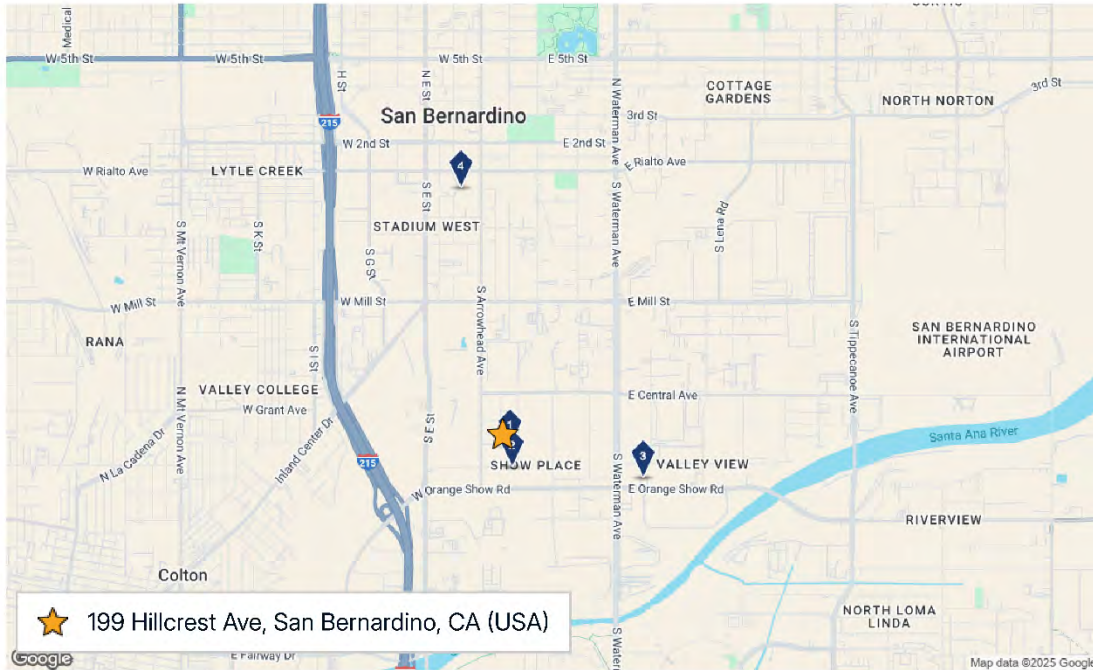 Medical
W 5th St
W 5th St
E 5th St
H St
N E St
215
San Bernardino
COTTAGE
GARDENS
NORTH NORTON
3rd St
3rd St
N Waterman Ave
W 2nd St
E 2nd St
W Rialto Ave
LYTLE CREEK
4
E Rialto Ave
S Mt Vernon Ave
S K St
S E St
STADIUM WEST
S G St
S Waterman Ave
S Lena Rd
W Mill St
W Mill St
E Mill St
S Arrowhead Ave
S Tippecanoe Ave
SAN BERNARDINO
INTERNATIONAL
AIRPORT
RANA
S I St
VALLEY COLLEGE
W Grant Ave
E Central Ave
N Mt Vernon Ave
N La Cadena Dr
Inland Center Dr
S E St
1
2
SHOW PLACE
3
VALLEY VIEW
Santa Ana River
215
W Orange Show Rd
E Orange Show Rd
S Waterman Ave
RIVERVIEW
Colton
199 Hillcrest Ave, San Bernardino, CA (USA)
NORTH LOMA
LINDA
S Waterman Ave
E Fairway Dr
Google
Map data ©2025 Google